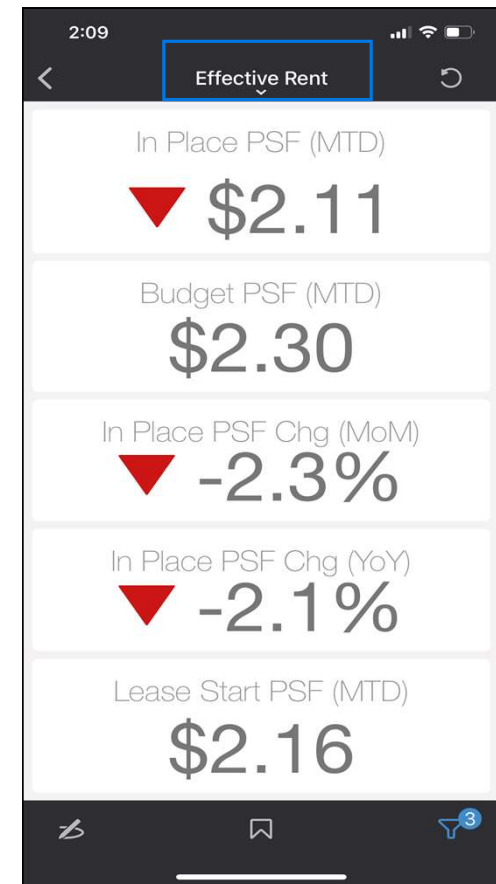 2:09
Effective Rent
In Place PSF (MTD)
$2.11
Budget PSF (MTD)
$2.30
In Place PSF Chg (MoM)
-2.3%
In Place PSF Chg (YoY)
-2.1%
Lease Start PSF (MTD)
$2.16
3